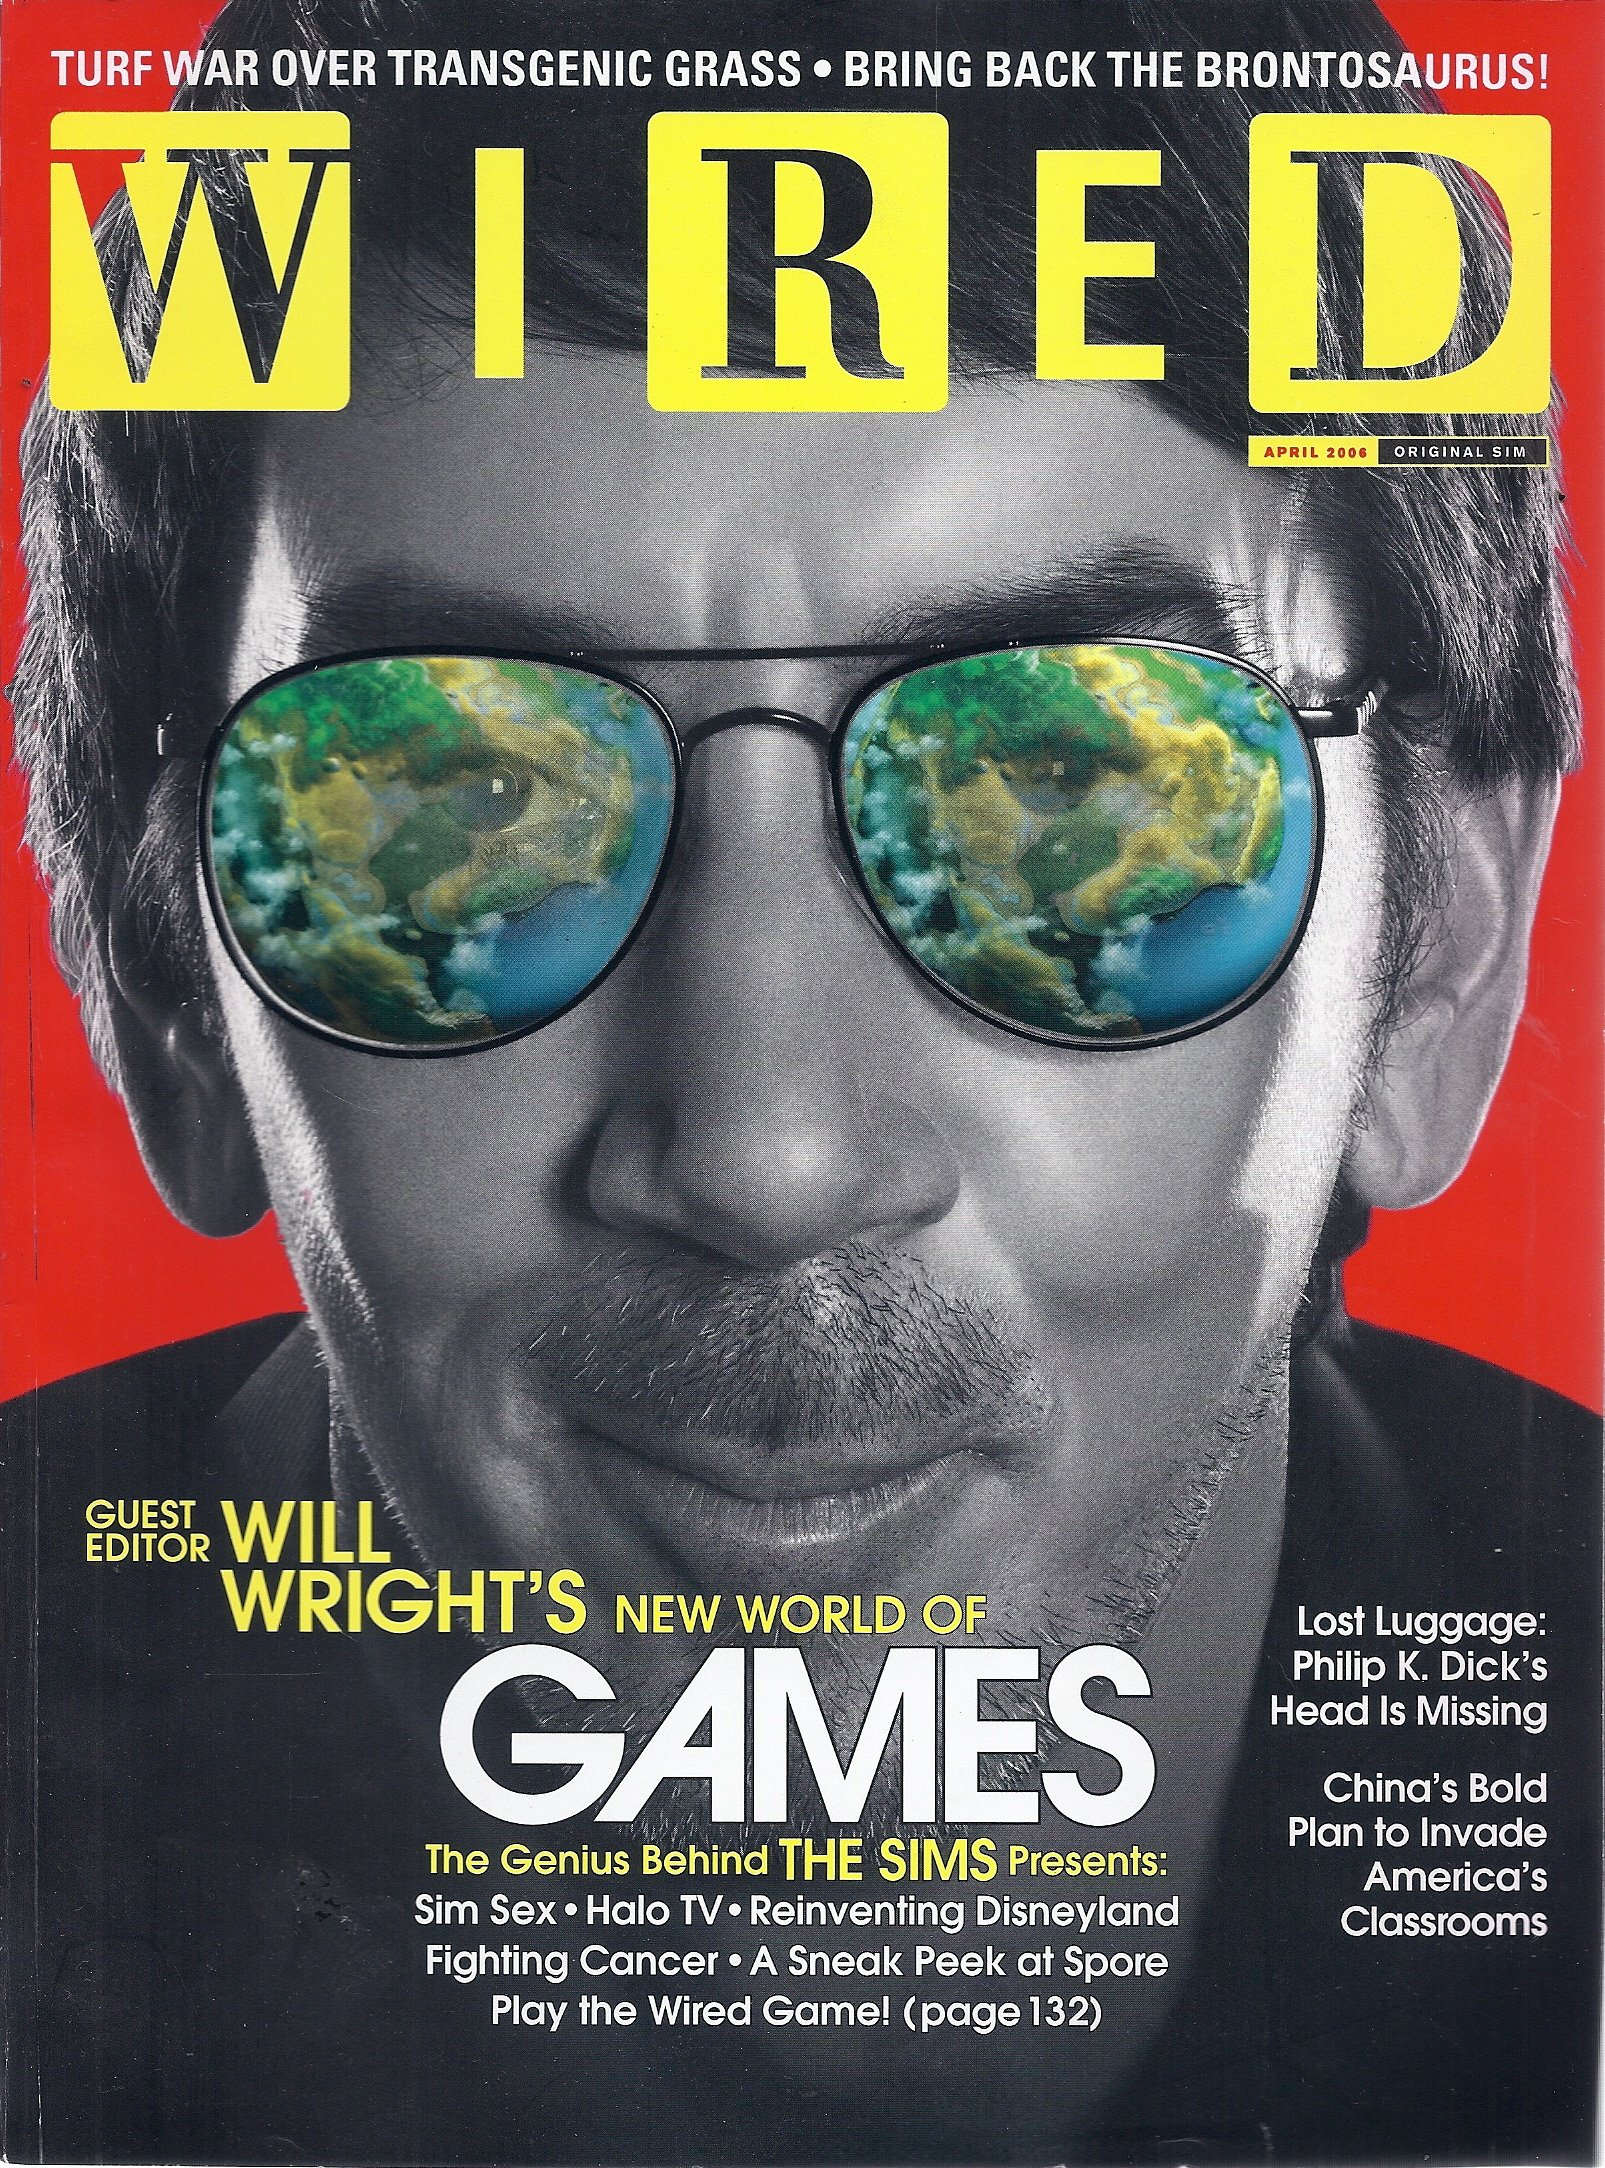 TURF WAR OVER TRANSGENIC GRASS • BRING BACK THE BRONTOSAURUS!
WIRED
APRIL 2006 ORIGINAL SIM
GUEST
EDITOR WILL
WRIGHT'S NEW WORLD OF
GAMES
The Genius Behind THE SIMS Presents:
Sim Sex • Halo TV • Reinventing Disneyland
Fighting Cancer • A Sneak Peek at Spore
Play the Wired Game! (page 132)
Lost Luggage:
Philip K. Dick's
Head Is Missing
China's Bold
Plan to Invade
America's
Classrooms